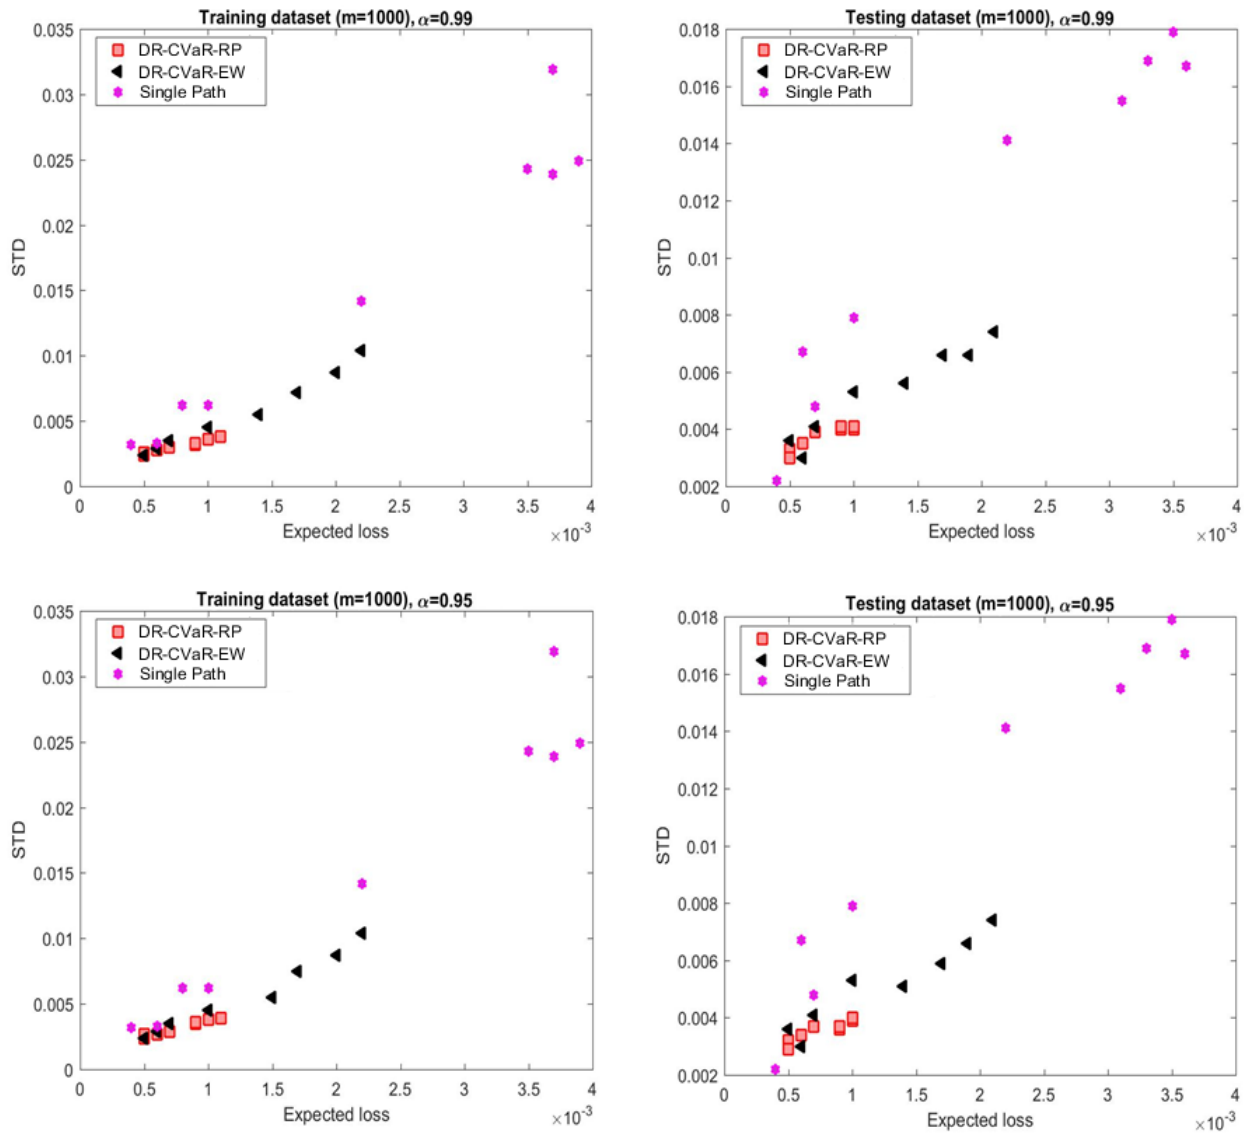 Training dataset (m=1000), α=0.99
0.035
0.03
0.025
0.02
0.015
0.01
0.005
0
STD
DR-CVaR-RP
DR-CVaR-EW
Single Path
0 0.5 1 1.5 2 2.5 3 3.5 4
Expected loss
×10⁻³
Testing dataset (m=1000), α=0.99
0.018
0.016
0.014
0.012
0.01
0.008
0.006
0.004
0.002
STD
DR-CVaR-RP
DR-CVaR-EW
Single Path
0 0.5 1 1.5 2 2.5 3 3.5 4
Expected loss
×10⁻³
Training dataset (m=1000), α=0.95
0.035
0.03
0.025
0.02
0.015
0.01
0.005
0
STD
DR-CVaR-RP
DR-CVaR-EW
Single Path
0 0.5 1 1.5 2 2.5 3 3.5 4
Expected loss
×10⁻³
Testing dataset (m=1000), α=0.95
0.018
0.016
0.014
0.012
0.01
0.008
0.006
0.004
0.002
STD
DR-CVaR-RP
DR-CVaR-EW
Single Path
0 0.5 1 1.5 2 2.5 3 3.5 4
Expected loss
×10⁻³